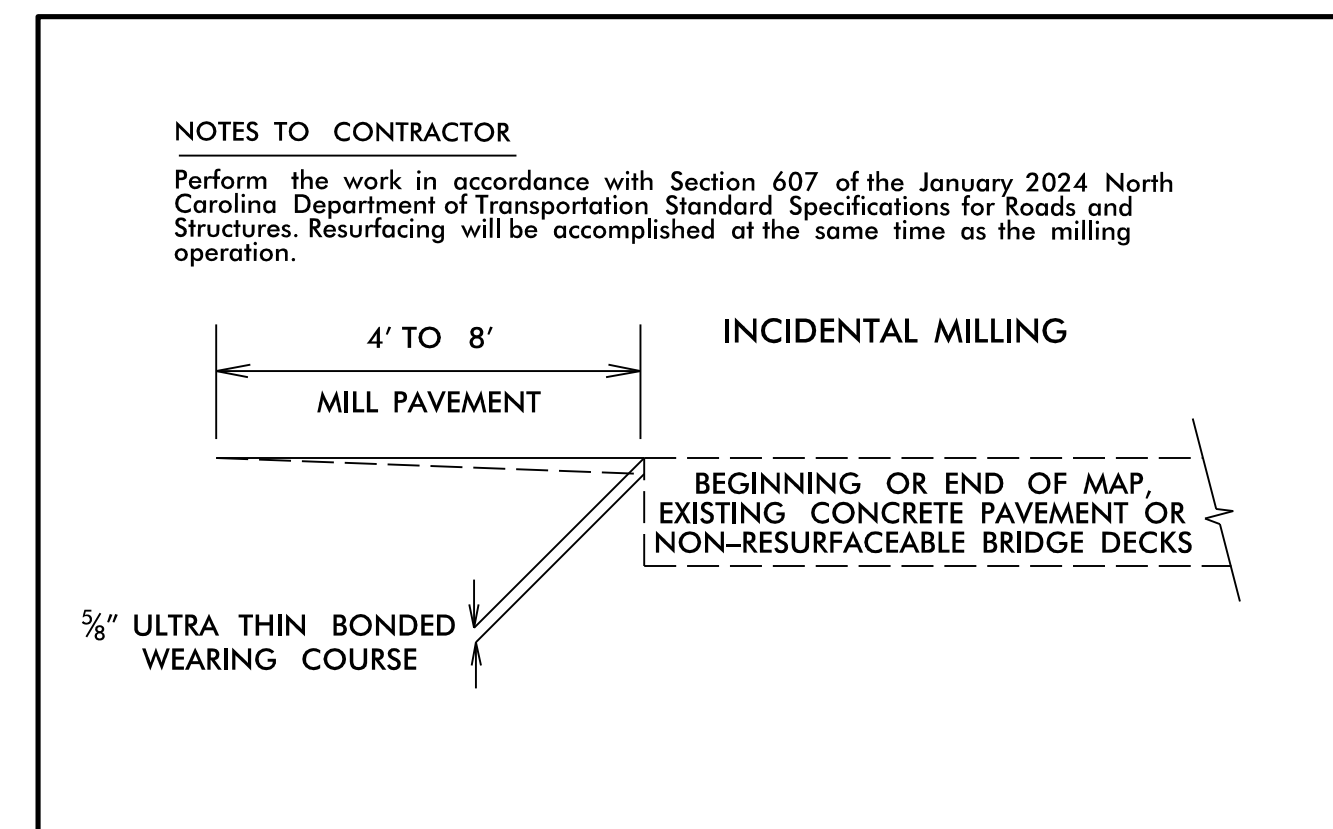 NOTES TO CONTRACTOR
Perform the work in accordance with Section 607 of the January 2024 North
Carolina Department of Transportation Standard Specifications for Roads and
Structures. Resurfacing will be accomplished at the same time as the milling
operation.
4' TO 8'
INCIDENTAL MILLING
MILL PAVEMENT
BEGINNING OR END OF MAP,
EXISTING CONCRETE PAVEMENT OR
NON–RESURFACEABLE BRIDGE DECKS
⅝" ULTRA THIN BONDED
WEARING COURSE